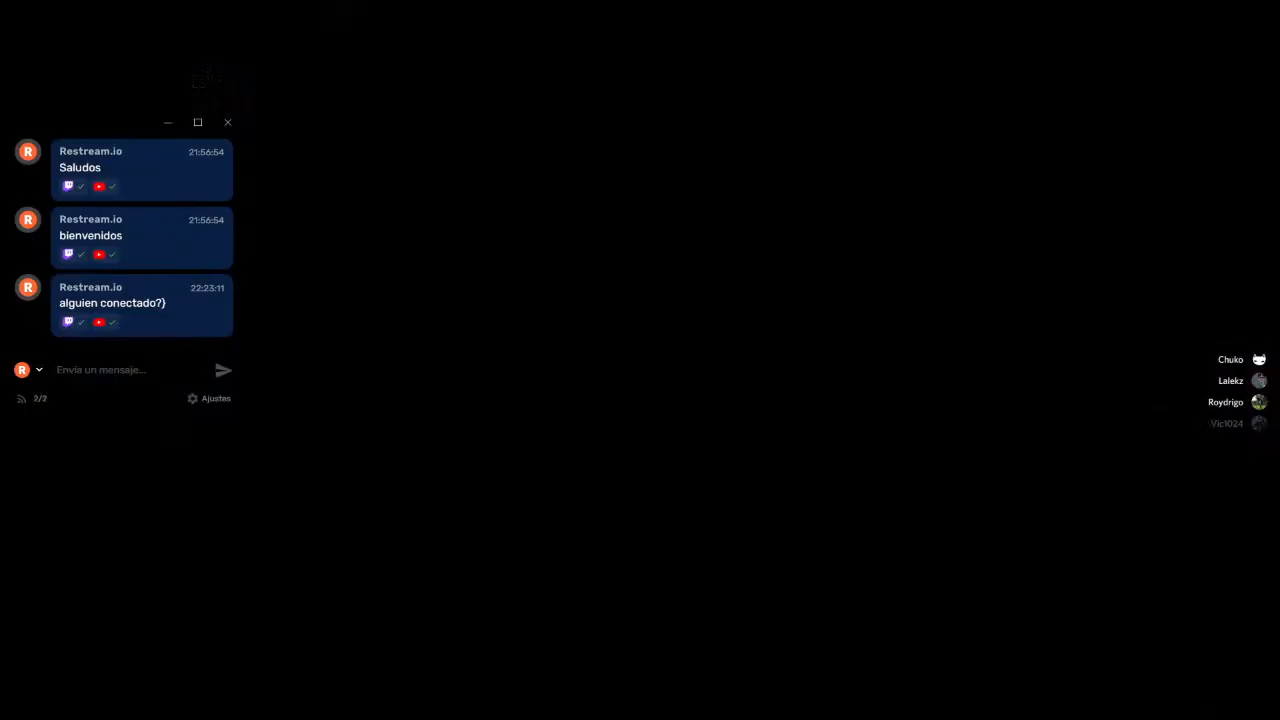 Restream.io 21:56:54
Saludos
Restream.io 21:56:54
bienvenidos
Restream.io 22:23:11
alguien conectado?}
Envía un mensaje...
2/2 Ajustes
Chuko
Lalekz
Roydrigo
Vic1024